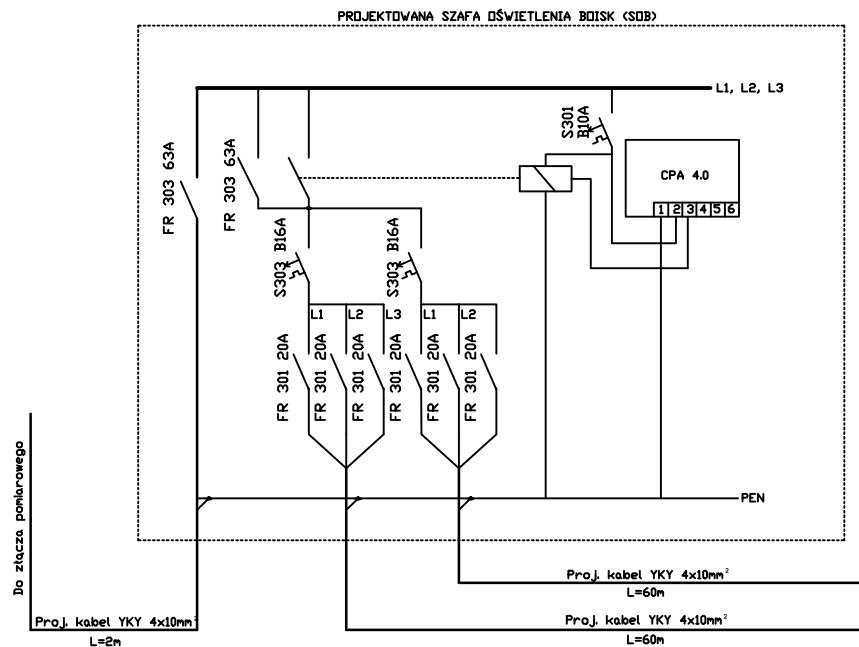 PROJEKTOWANA SZAFA OŚWIETLENIA BOISK (SOB)
L1, L2, L3
S301
B10A
CPA 4.0
1 2 3 4 5 6
FR 303 63A
FR 303 63A
S303 B16A
S303 B16A
L1
L2
L3
L1
L2
FR 301 20A
FR 301 20A
FR 301 20A
FR 301 20A
FR 301 20A
PEN
Do złącza pomiarowego
Proj. kabel YKY 4x10mm²
L=60m
Proj. kabel YKY 4x10mm²
L=60m
Proj. kabel YKY 4x10mm²
L=2m